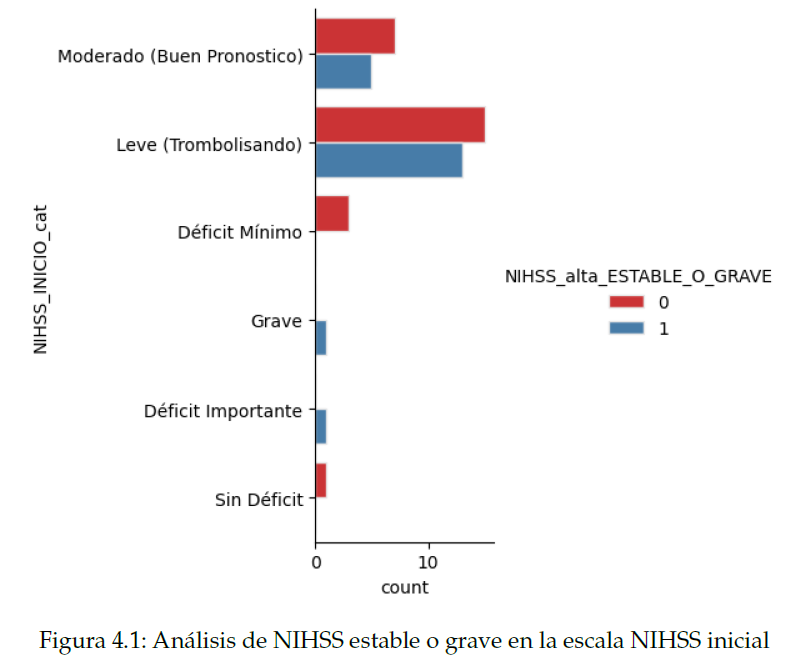 Moderado (Buen Pronostico)
Leve (Trombolisando)
Déficit Mínimo
Grave
Déficit Importante
Sin Déficit
NIHSS_INICIO_cat
0
10
count
NIHSS_alta_ESTABLE_O_GRAVE
0
1
Figura 4.1: Análisis de NIHSS estable o grave en la escala NIHSS inicial